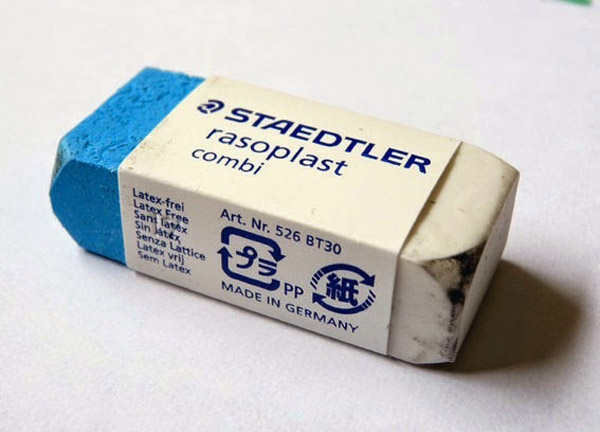 STAEDTLER
rasoplast
combi
Latex-frei
Latex Free
Sans latex
Sin látex
Senza Lattice
Latex vrij
Sem Latex
Art. Nr. 526 BT30
プラ
PP
紙
MADE IN GERMANY